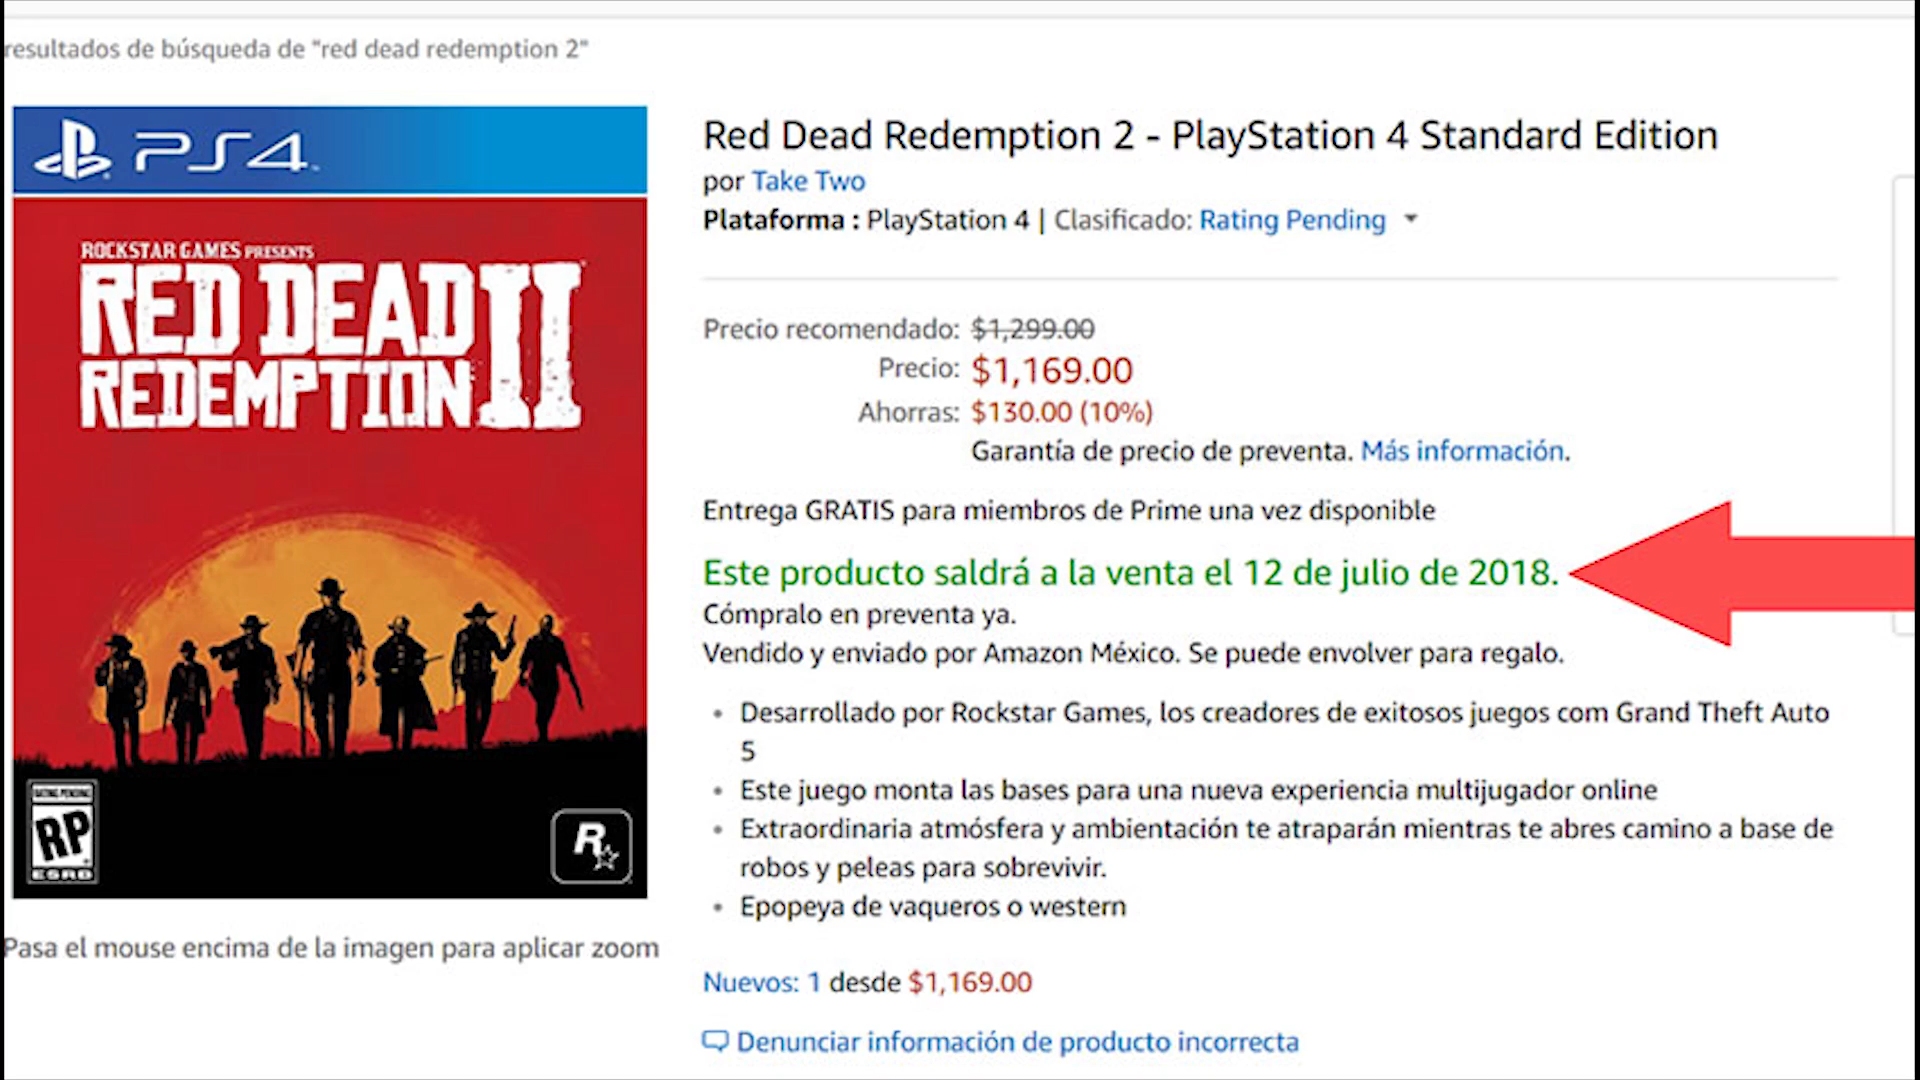 resultados de búsqueda de "red dead redemption 2"
PS4
ROCKSTAR GAMES PRESENTS
RED DEAD
REDEMPTION II
RATING PENDING
RP
ESRB
R
Pasa el mouse encima de la imagen para aplicar zoom
Red Dead Redemption 2 - PlayStation 4 Standard Edition
por Take Two
Plataforma : PlayStation 4 | Clasificado: Rating Pending
Precio recomendado: $1,299.00
Precio: $1,169.00
Ahorras: $130.00 (10%)
Garantía de precio de preventa. Más información.
Entrega GRATIS para miembros de Prime una vez disponible
Este producto saldrá a la venta el 12 de julio de 2018.
Cómpralo en preventa ya.
Vendido y enviado por Amazon México. Se puede envolver para regalo.
• Desarrollado por Rockstar Games, los creadores de exitosos juegos com Grand Theft Auto
5
• Este juego monta las bases para una nueva experiencia multijugador online
• Extraordinaria atmósfera y ambientación te atraparán mientras te abres camino a base de
robos y peleas para sobrevivir.
• Epopeya de vaqueros o western
Nuevos: 1 desde $1,169.00
Denunciar información de producto incorrecta